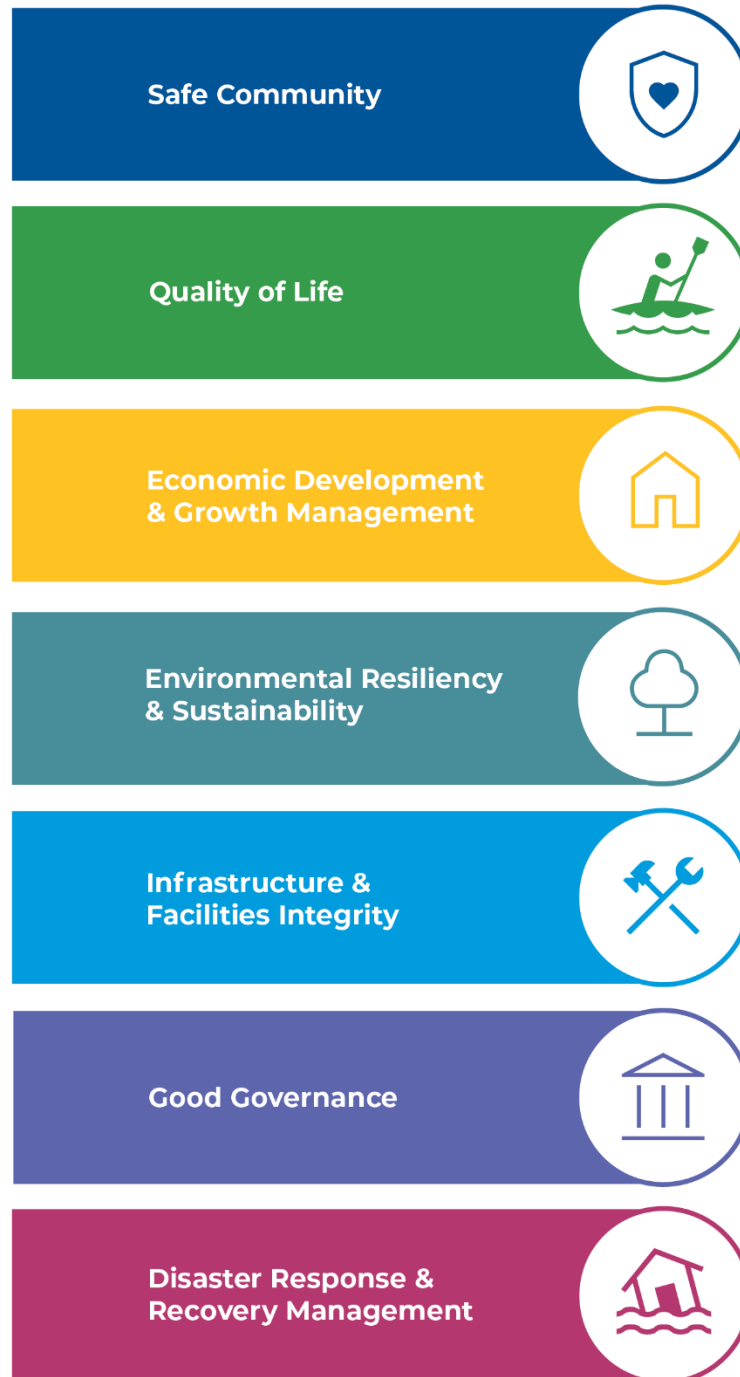 Safe Community
Quality of Life
Economic Development
& Growth Management
Environmental Resiliency
& Sustainability
Infrastructure &
Facilities Integrity
Good Governance
Disaster Response &
Recovery Management